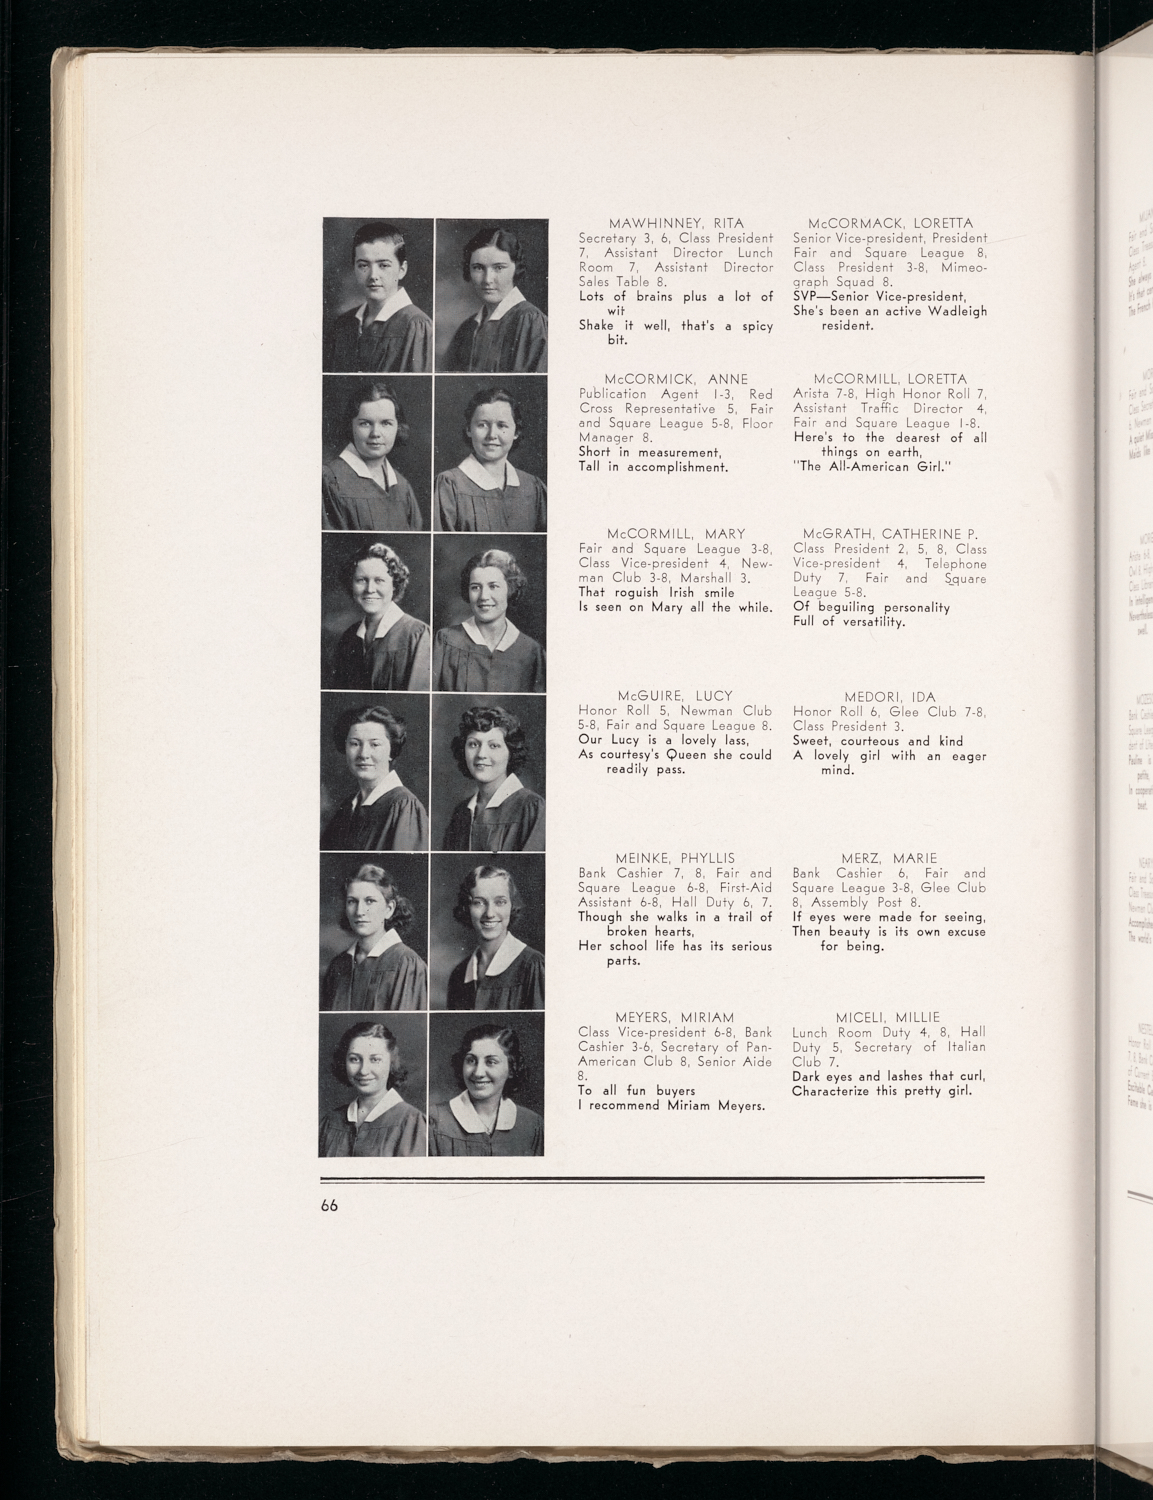 MAWHINNEY, RITA
Secretary 3, 6, Class President
7, Assistant Director Lunch
Room 7, Assistant Director
Sales Table 8.
Lots of brains plus a lot of
wit
Shake it well, that's a spicy
bit.
McCORMACK, LORETTA
Senior Vice-president, President
Fair and Square League 8,
Class President 3-8, Mimeo-
graph Squad 8.
SVP—Senior Vice-president,
She's been an active Wadleigh
resident.
McCORMICK, ANNE
Publication Agent 1-3, Red
Cross Representative 5, Fair
and Square League 5-8, Floor
Manager 8.
Short in measurement,
Tall in accomplishment.
McCORMILL, LORETTA
Arista 7-8, High Honor Roll 7,
Assistant Traffic Director 4,
Fair and Square League 1-8.
Here's to the dearest of all
things on earth,
"The All-American Girl."
McCORMILL, MARY
Fair and Square League 3-8,
Class Vice-president 4, New-
man Club 3-8, Marshall 3.
That roguish Irish smile
Is seen on Mary all the while.
McGRATH, CATHERINE P.
Class President 2, 5, 8, Class
Vice-president 4, Telephone
Duty 7, Fair and Square
League 5-8.
Of beguiling personality
Full of versatility.
McGUIRE, LUCY
Honor Roll 5, Newman Club
5-8, Fair and Square League 8.
Our Lucy is a lovely lass,
As courtesy's Queen she could
readily pass.
MEDORI, IDA
Honor Roll 6, Glee Club 7-8,
Class President 3.
Sweet, courteous and kind
A lovely girl with an eager
mind.
MEINKE, PHYLLIS
Bank Cashier 7, 8, Fair and
Square League 6-8, First-Aid
Assistant 6-8, Hall Duty 6, 7.
Though she walks in a trail of
broken hearts,
Her school life has its serious
parts.
MERZ, MARIE
Bank Cashier 6, Fair and
Square League 3-8, Glee Club
8, Assembly Post 8.
If eyes were made for seeing,
Then beauty is its own excuse
for being.
MEYERS, MIRIAM
Class Vice-president 6-8, Bank
Cashier 3-6, Secretary of Pan-
American Club 8, Senior Aide
8.
To all fun buyers
I recommend Miriam Meyers.
MICELI, MILLIE
Lunch Room Duty 4, 8, Hall
Duty 5, Secretary of Italian
Club 7.
Dark eyes and lashes that curl,
Characterize this pretty girl.
66